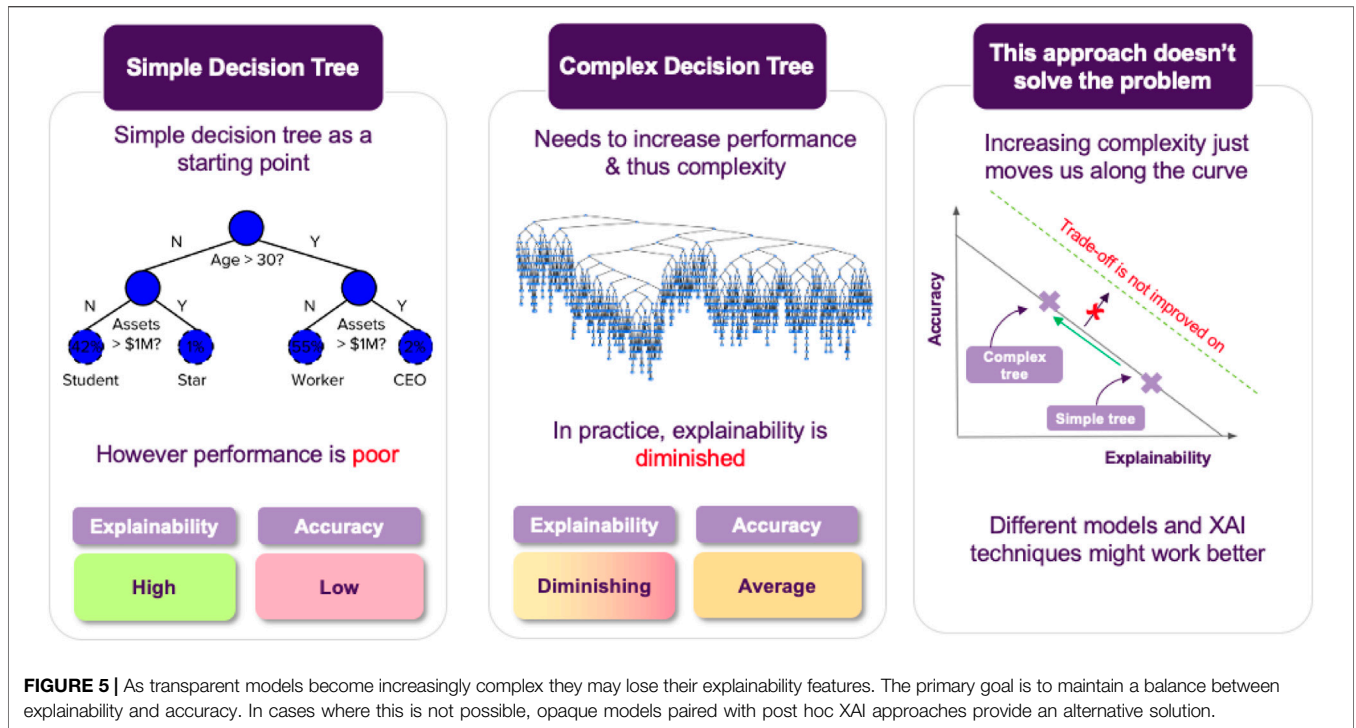 Simple Decision Tree
Simple decision tree as a
starting point
N
Y
Age > 30?
N
Y
N
Y
Assets
> $1M?
Assets
> $1M?
42%
1%
55%
2%
Student
Star
Worker
CEO
However performance is poor
Explainability
Accuracy
High
Low
Complex Decision Tree
Needs to increase performance
& thus complexity
In practice, explainability is
diminished
Explainability
Accuracy
Diminishing
Average
This approach doesn't
solve the problem
Increasing complexity just
moves us along the curve
Trade-off is not improved on
Accuracy
Complex
tree
Simple tree
Explainability
Different models and XAI
techniques might work better
FIGURE 5 | As transparent models become increasingly complex they may lose their explainability features. The primary goal is to maintain a balance between
explainability and accuracy. In cases where this is not possible, opaque models paired with post hoc XAI approaches provide an alternative solution.